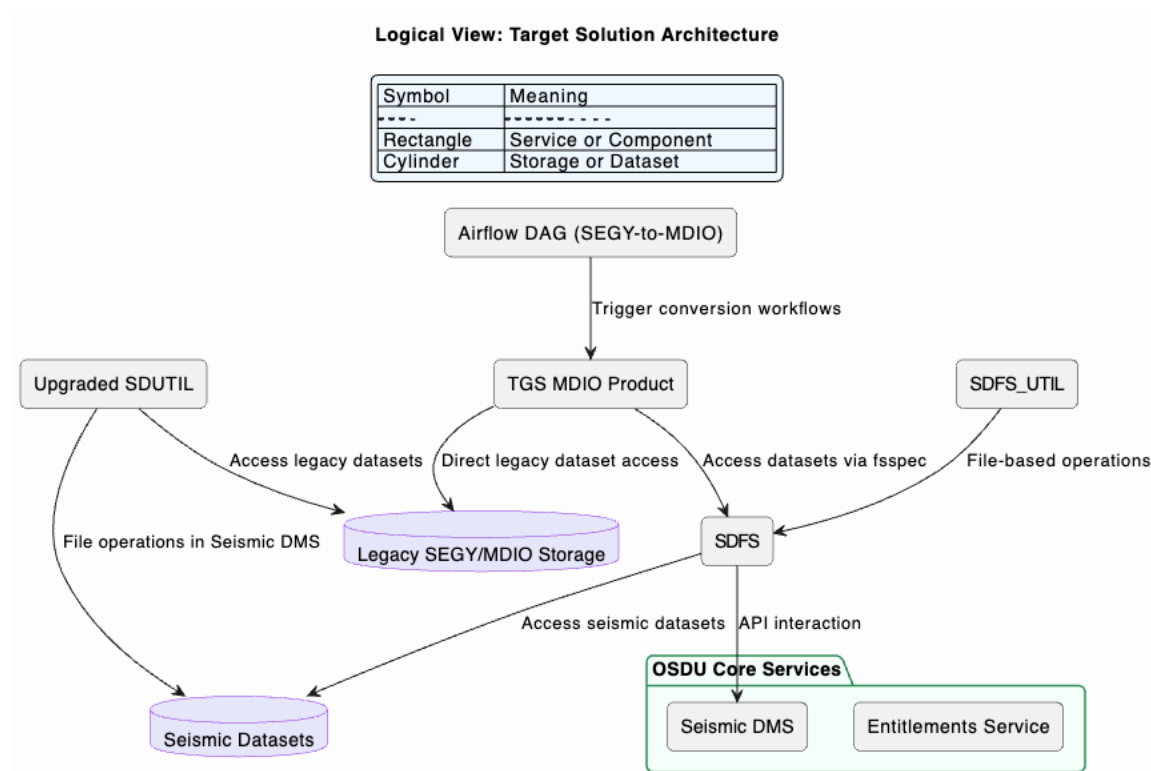 Logical View: Target Solution Architecture
Symbol Meaning
---- ----------
Rectangle Service or Component
Cylinder Storage or Dataset
Airflow DAG (SEGY-to-MDIO)
Trigger conversion workflows
Upgraded SDUTIL
TGS MDIO Product
SDFS_UTIL
Access legacy datasets
Direct legacy dataset access
Access datasets via fsspec
File-based operations
File operations in Seismic DMS
Legacy SEGY/MDIO Storage
SDFS
Access seismic datasets
API interaction
OSDU Core Services
Seismic Datasets
Seismic DMS
Entitlements Service